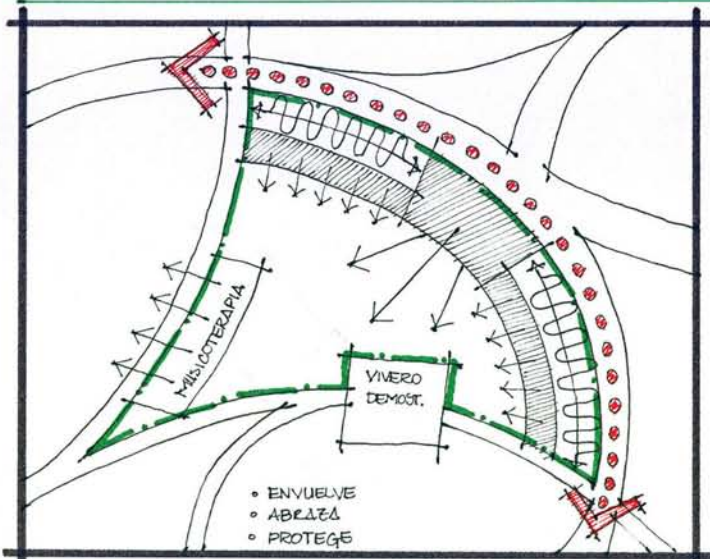 MUSICOTERAPIA
VIVERO
DEMOST.
• ENVUELVE
• ABRAZA
• PROTEGE